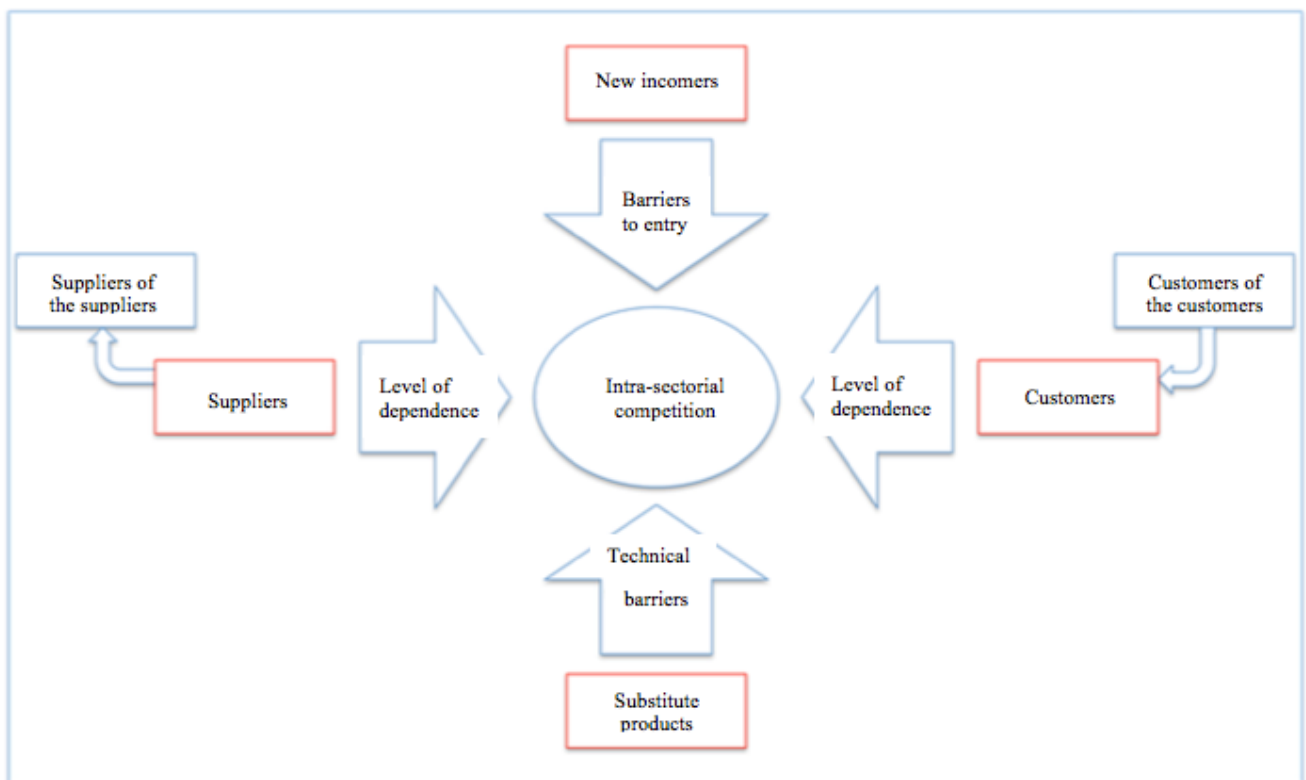 New incomers
Barriers
to entry
Suppliers of
the suppliers
Customers of
the customers
Suppliers
Level of
dependence
Intra-sectorial
competition
Level of
dependence
Customers
Technical
barriers
Substitute
products